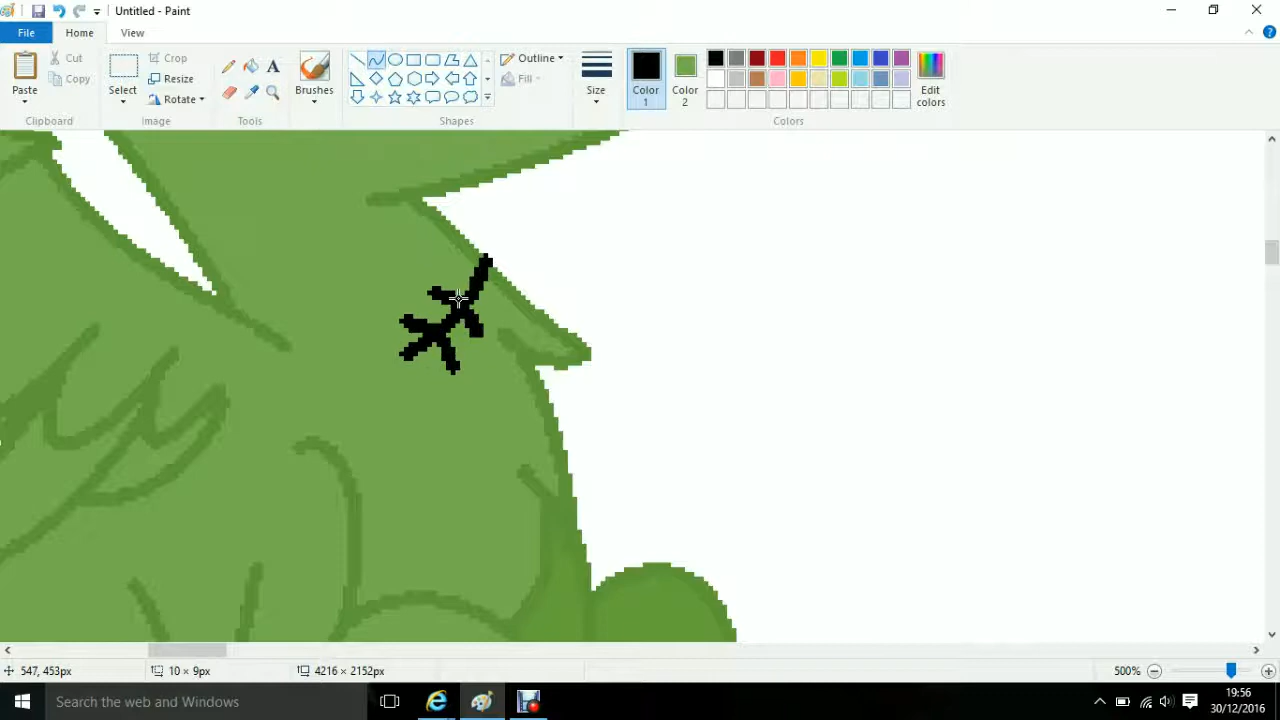 Untitled - Paint
File Home View
Paste
Cut
Copy
Clipboard
Select
Crop
Resize
Rotate
Image
A
Tools
Brushes
Outline
Fill
Shapes
Size
Color 1
Color 2
Edit colors
Colors
547, 453px
10 × 9px
4216 × 2152px
500%
Search the web and Windows
19:56
30/12/2016